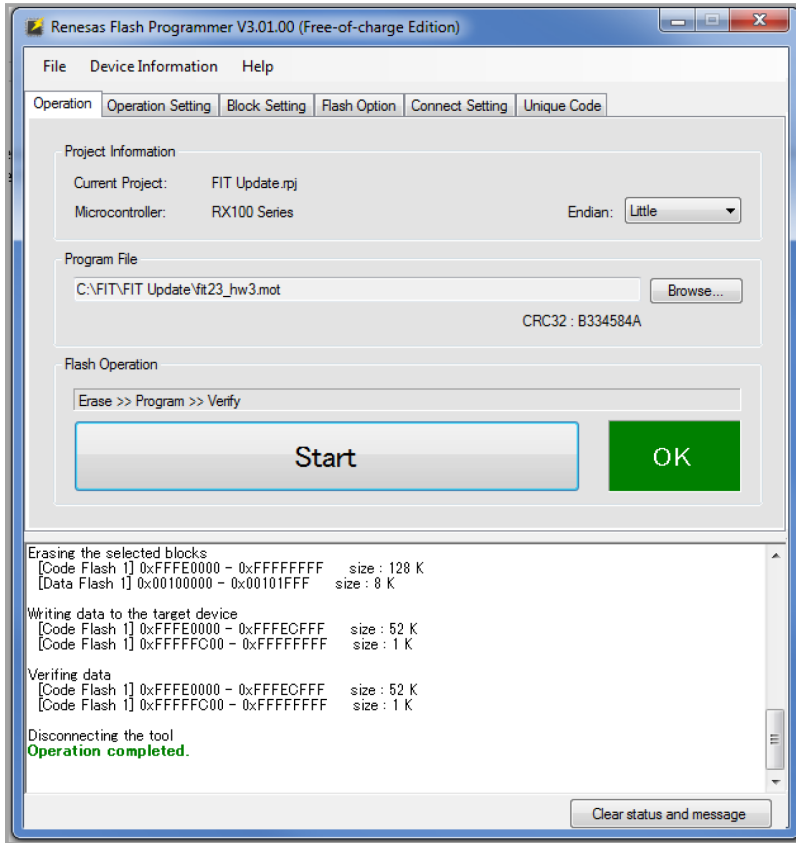 Renesas Flash Programmer V3.01.00 (Free-of-charge Edition)
File Device Information Help
Operation Operation Setting Block Setting Flash Option Connect Setting Unique Code
Project Information
Current Project: FIT Update.rpj
Microcontroller: RX100 Series Endian: Little
Program File
C:\FIT\FIT Update\fit23_hw3.mot Browse...
CRC32 : B334584A
Flash Operation
Erase >> Program >> Verify
Start OK
Erasing the selected blocks
[Code Flash 1] 0xFFFE0000 - 0xFFFFFFFF size : 128 K
[Data Flash 1] 0x00100000 - 0x00101FFF size : 8 K
Writing data to the target device
[Code Flash 1] 0xFFFE0000 - 0xFFFECFFF size : 52 K
[Code Flash 1] 0xFFFFFC00 - 0xFFFFFFFF size : 1 K
Verifing data
[Code Flash 1] 0xFFFE0000 - 0xFFFECFFF size : 52 K
[Code Flash 1] 0xFFFFFC00 - 0xFFFFFFFF size : 1 K
Disconnecting the tool
Operation completed.
Clear status and message